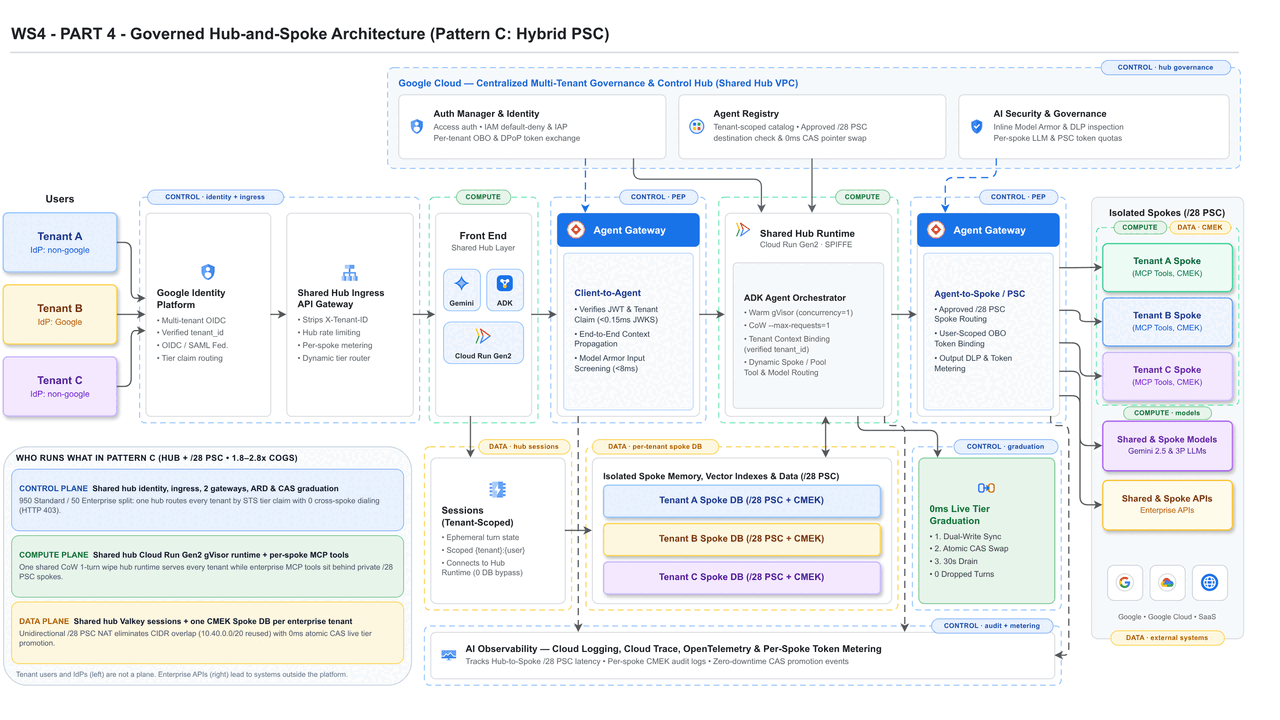 WS4 - PART 4 - Governed Hub-and-Spoke Architecture (Pattern C: Hybrid PSC)
CONTROL · hub governance
Google Cloud — Centralized Multi-Tenant Governance & Control Hub (Shared Hub VPC)
Auth Manager & Identity
Access auth • IAM default-deny & IAP
Per-tenant OBO & DPoP token exchange
Agent Registry
Tenant-scoped catalog • Approved /28 PSC
destination check & 0ms CAS pointer swap
AI Security & Governance
Inline Model Armor & DLP inspection
Per-spoke LLM & PSC token quotas
Users
Tenant A
IdP: non-google
Tenant B
IdP: Google
Tenant C
IdP: non-google
CONTROL · identity + ingress
Google Identity
Platform
• Multi-tenant OIDC
• Verified tenant_id
• OIDC / SAML Fed.
• Tier claim routing
Shared Hub Ingress
API Gateway
• Strips X-Tenant-ID
• Hub rate limiting
• Per-spoke metering
• Dynamic tier router
COMPUTE
Front End
Shared Hub Layer
Gemini
ADK
Cloud Run Gen2
CONTROL · PEP
Agent Gateway
Client-to-Agent
• Verifies JWT & Tenant
Claim (<0.15ms JWKS)
• End-to-End Context
Propagation
• Model Armor Input
Screening (<8ms)
COMPUTE
Shared Hub Runtime
Cloud Run Gen2 · SPIFFE
ADK Agent Orchestrator
• Warm gVisor (concurrency=1)
• CoW --max-requests=1
• Tenant Context Binding
(verified tenant_id)
• Dynamic Spoke / Pool
Tool & Model Routing
CONTROL · PEP
Agent Gateway
Agent-to-Spoke / PSC
• Approved /28 PSC
Spoke Routing
• User-Scoped OBO
Token Binding
• Output DLP & Token
Metering
Isolated Spokes (/28 PSC)
COMPUTE
DATA · CMEK
Tenant A Spoke
(MCP Tools, CMEK)
Tenant B Spoke
(MCP Tools, CMEK)
Tenant C Spoke
(MCP Tools, CMEK)
COMPUTE · models
Shared & Spoke Models
Gemini 2.5 & 3P LLMs
Shared & Spoke APIs
Enterprise APIs
Google • Google Cloud • SaaS
DATA · external systems
WHO RUNS WHAT IN PATTERN C (HUB + /28 PSC • 1.8–2.8x COGS)
CONTROL PLANE Shared hub identity, ingress, 2 gateways, ARD & CAS graduation
950 Standard / 50 Enterprise split: one hub routes every tenant by STS tier claim with 0 cross-spoke dialing
(HTTP 403).
COMPUTE PLANE Shared hub Cloud Run Gen2 gVisor runtime + per-spoke MCP tools
One shared CoW 1-turn wipe hub runtime serves every tenant while enterprise MCP tools sit behind private /28
PSC spokes.
DATA PLANE Shared hub Valkey sessions + one CMEK Spoke DB per enterprise tenant
Unidirectional /28 PSC NAT eliminates CIDR overlap (10.40.0.0/20 reused) with 0ms atomic CAS live tier
promotion.
Tenant users and IdPs (left) are not a plane. Enterprise APIs (right) lead to systems outside the platform.
DATA · hub sessions
Sessions
(Tenant-Scoped)
• Ephemeral turn state
• Scoped {tenant}:{user}
• Connects to Hub
Runtime (0 DB bypass)
DATA · per-tenant spoke DB
Isolated Spoke Memory, Vector Indexes & Data (/28 PSC)
Tenant A Spoke DB (/28 PSC + CMEK)
Tenant B Spoke DB (/28 PSC + CMEK)
Tenant C Spoke DB (/28 PSC + CMEK)
CONTROL · graduation
0ms Live Tier
Graduation
• 1. Dual-Write Sync
• 2. Atomic CAS Swap
• 3. 30s Drain
• 0 Dropped Turns
CONTROL · audit + metering
AI Observability — Cloud Logging, Cloud Trace, OpenTelemetry & Per-Spoke Token Metering
Tracks Hub-to-Spoke /28 PSC latency • Per-spoke CMEK audit logs • Zero-downtime CAS promotion events